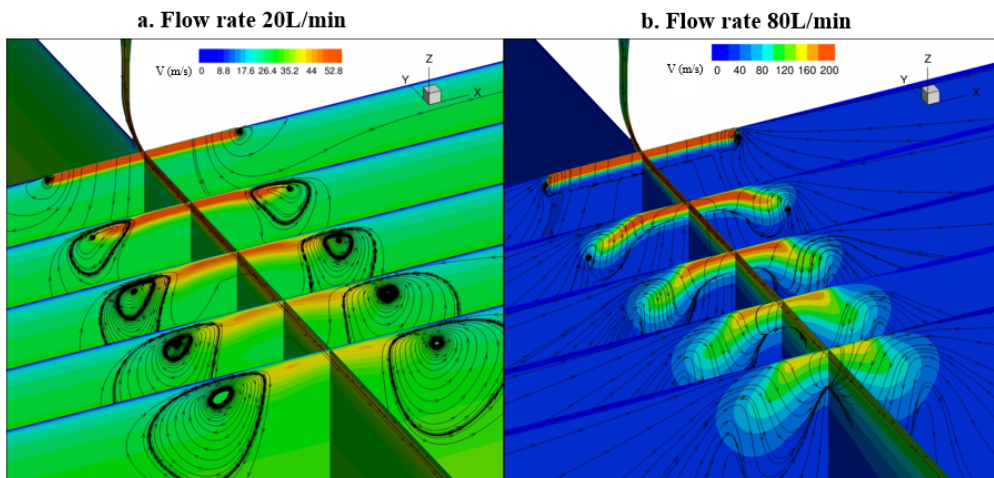 a. Flow rate 20L/min
V (m/s) 0 8.8 17.6 26.4 35.2 44 52.8
Z
Y
X
b. Flow rate 80L/min
V (m/s) 0 40 80 120 160 200
Z
Y
X